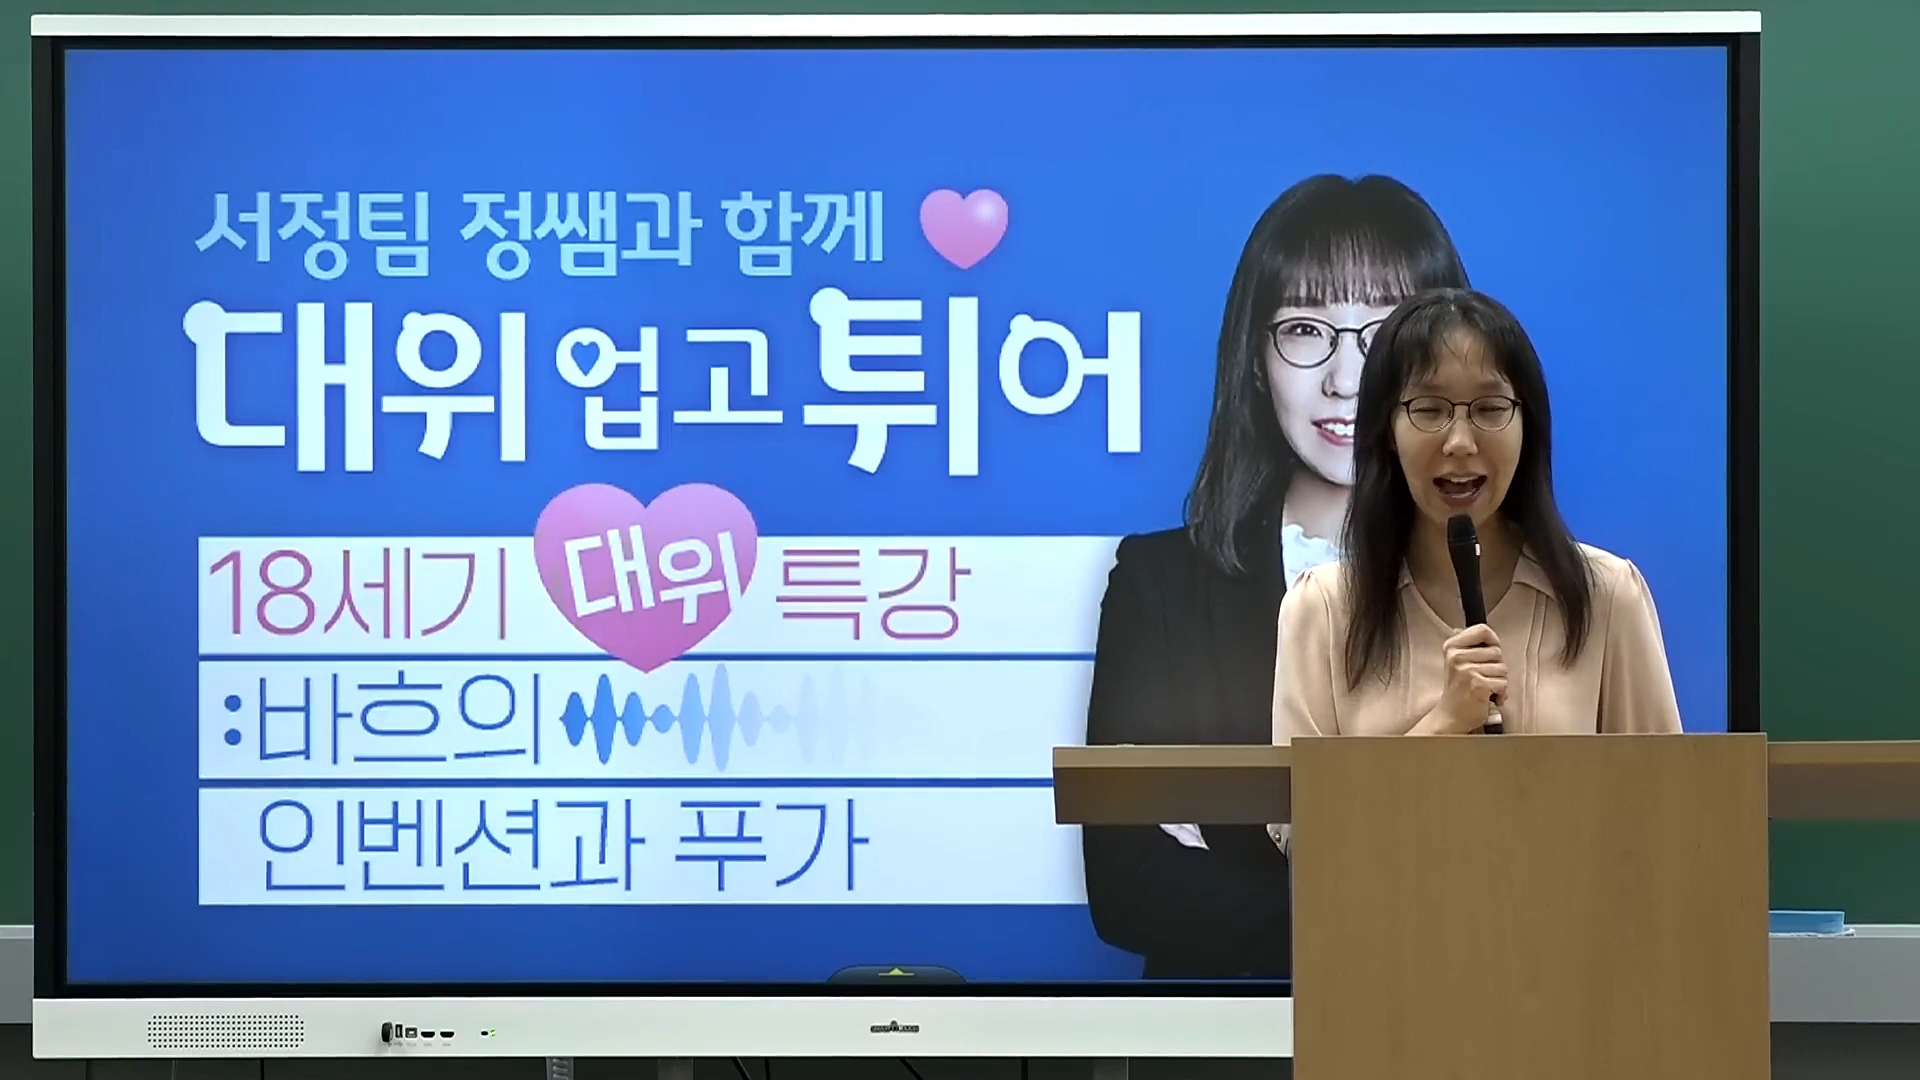 서정팀 정쌤과 함께
대위 업고 튀어
18세기 대위 특강
:바흐의
인벤션과 푸가